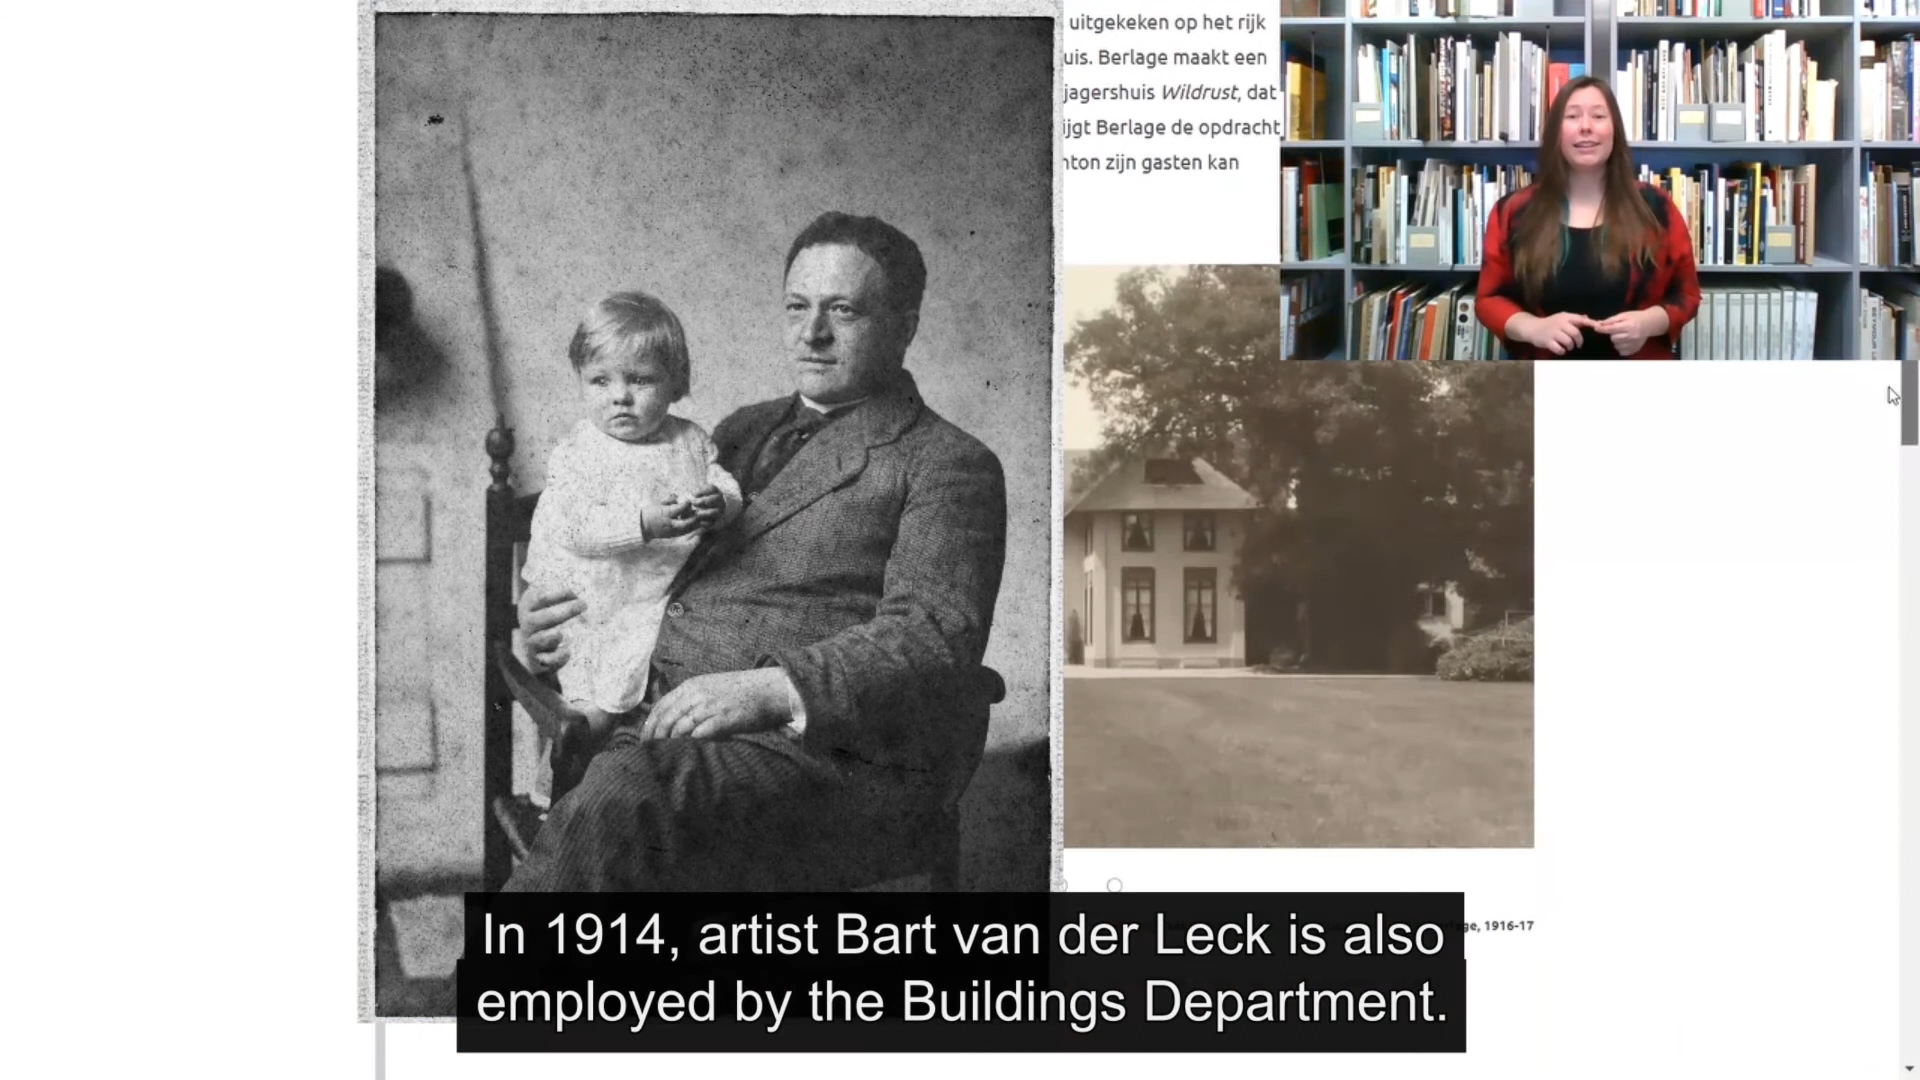 uitgekeken op het rijk
uis. Berlage maakt een
jagershuis Wildrust, dat
ijgt Berlage de opdracht
nton zijn gasten kan
ge, 1916-17
In 1914, artist Bart van der Leck is also
employed by the Buildings Department.